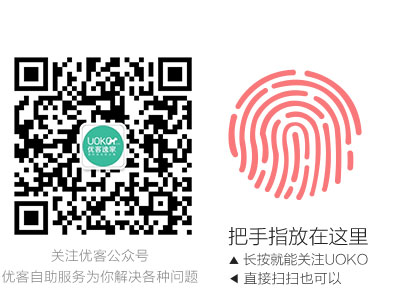 UOKO
优客逸家
关注优客公众号
优客自助服务为你解决各种问题
把手指放在这里
▲ 长按就能关注UOKO
◀ 直接扫扫也可以